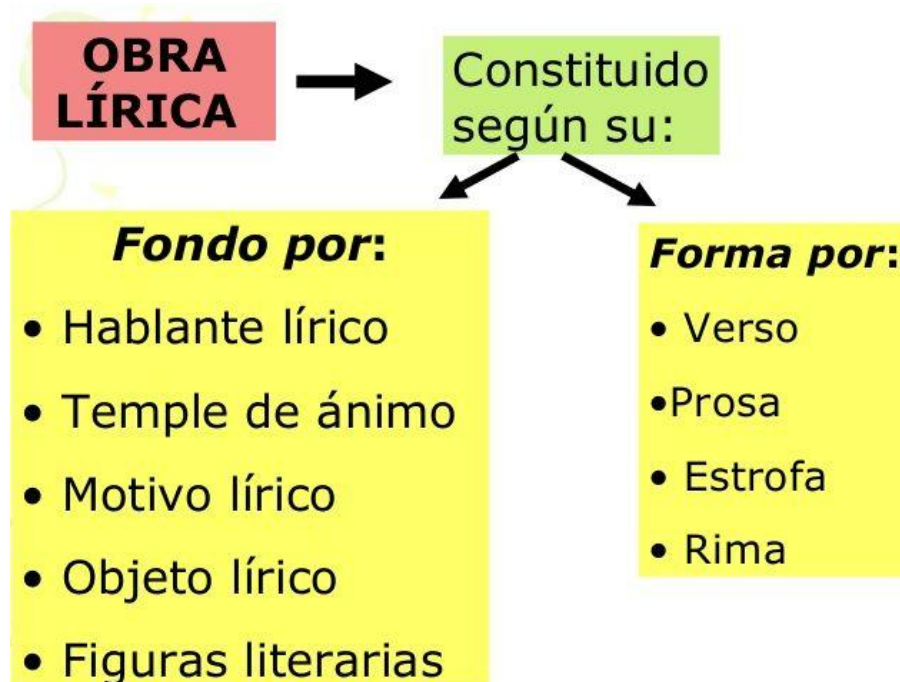 OBRA
LÍRICA
Constituido
según su:
Fondo por:
• Hablante lírico
• Temple de ánimo
• Motivo lírico
• Objeto lírico
• Figuras literarias
Forma por:
• Verso
•Prosa
• Estrofa
• Rima